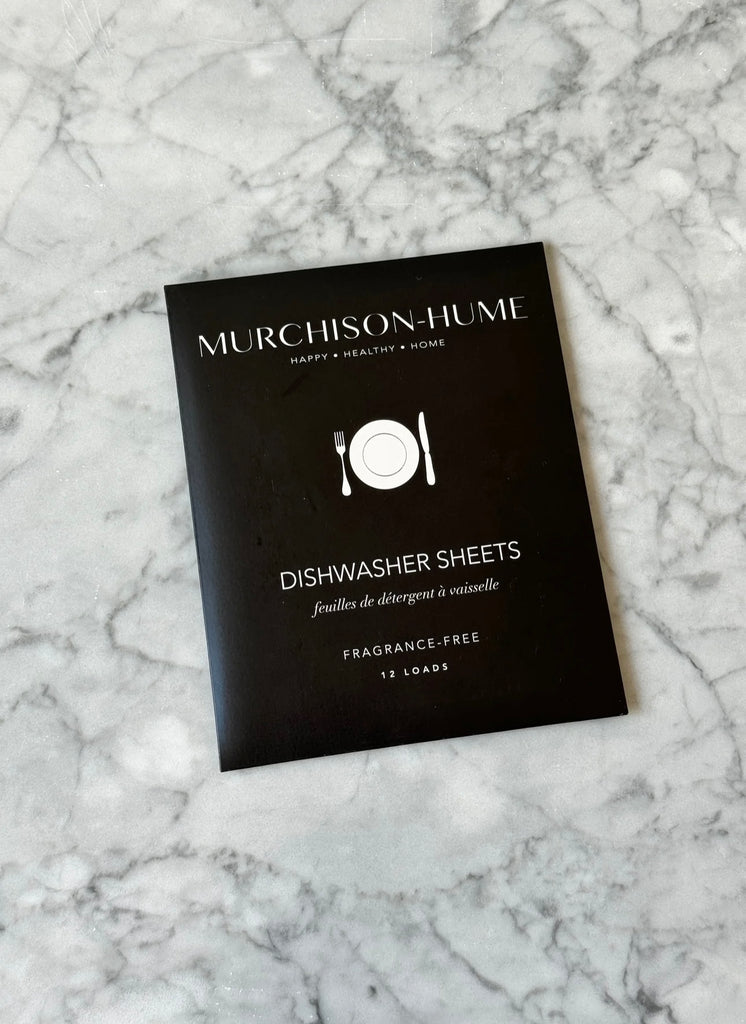 MURCHISON-HUME
HAPPY • HEALTHY • HOME
DISHWASHER SHEETS
feuilles de détergent à vaisselle
FRAGRANCE-FREE
12 LOADS